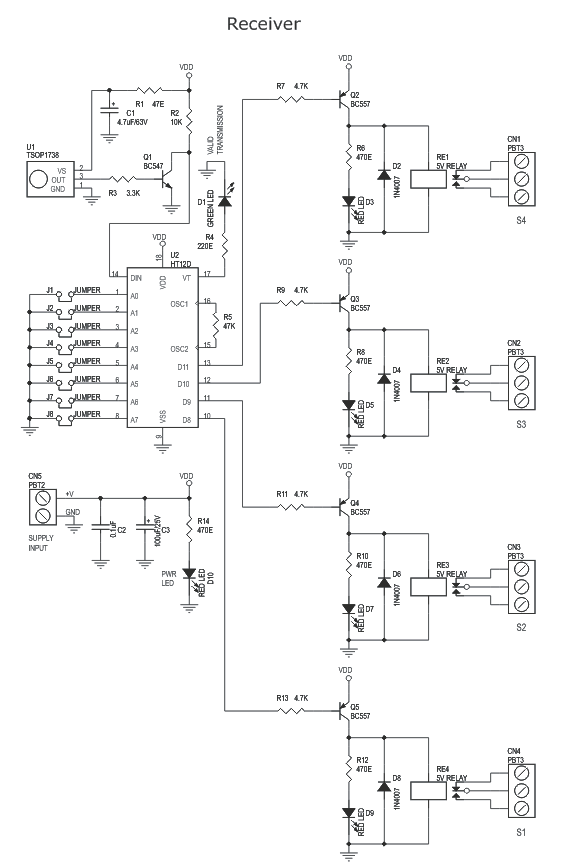 Receiver
VDD
VDD
R7 4.7K
Q2
BC557
R1 47E
C1
4.7uF/63V
R2
10K
VALID
TRANSMISSION
U1
TSOP1738
VS
OUT
GND
2
3
1
R3 3.3K
Q1
BC547
D1
GREEN LED
R4
220E
R6
470E
D2
1N4007
D3
RED LED
RE1
5V RELAY
CN1
PBT3
S4
VDD
U2
HT12D
18
14
DIN
VDD
VT
17
OSC1
16
R5
47K
OSC2
15
J1 JUMPER 1 A0
J2 JUMPER 2 A1
J3 JUMPER 3 A2
J4 JUMPER 4 A3
J5 JUMPER 5 A4
J6 JUMPER 6 A5
J7 JUMPER 7 A6
J8 JUMPER 8 A7
D11 13
D10 12
D9 11
D8 10
VSS
9
VDD
R9 4.7K
Q3
BC557
R8
470E
D4
1N4007
D5
RED LED
RE2
5V RELAY
CN2
PBT3
S3
CN5
PBT2
+V
GND
SUPPLY
INPUT
0.1uF
C2
100uF/25V
C3
VDD
R14
470E
PWR
LED
RED LED
D10
VDD
R11 4.7K
Q4
BC557
R10
470E
D6
1N4007
D7
RED LED
RE3
5V RELAY
CN3
PBT3
S2
VDD
R13 4.7K
Q5
BC557
R12
470E
D8
1N4007
D9
RED LED
RE4
5V RELAY
CN4
PBT3
S1